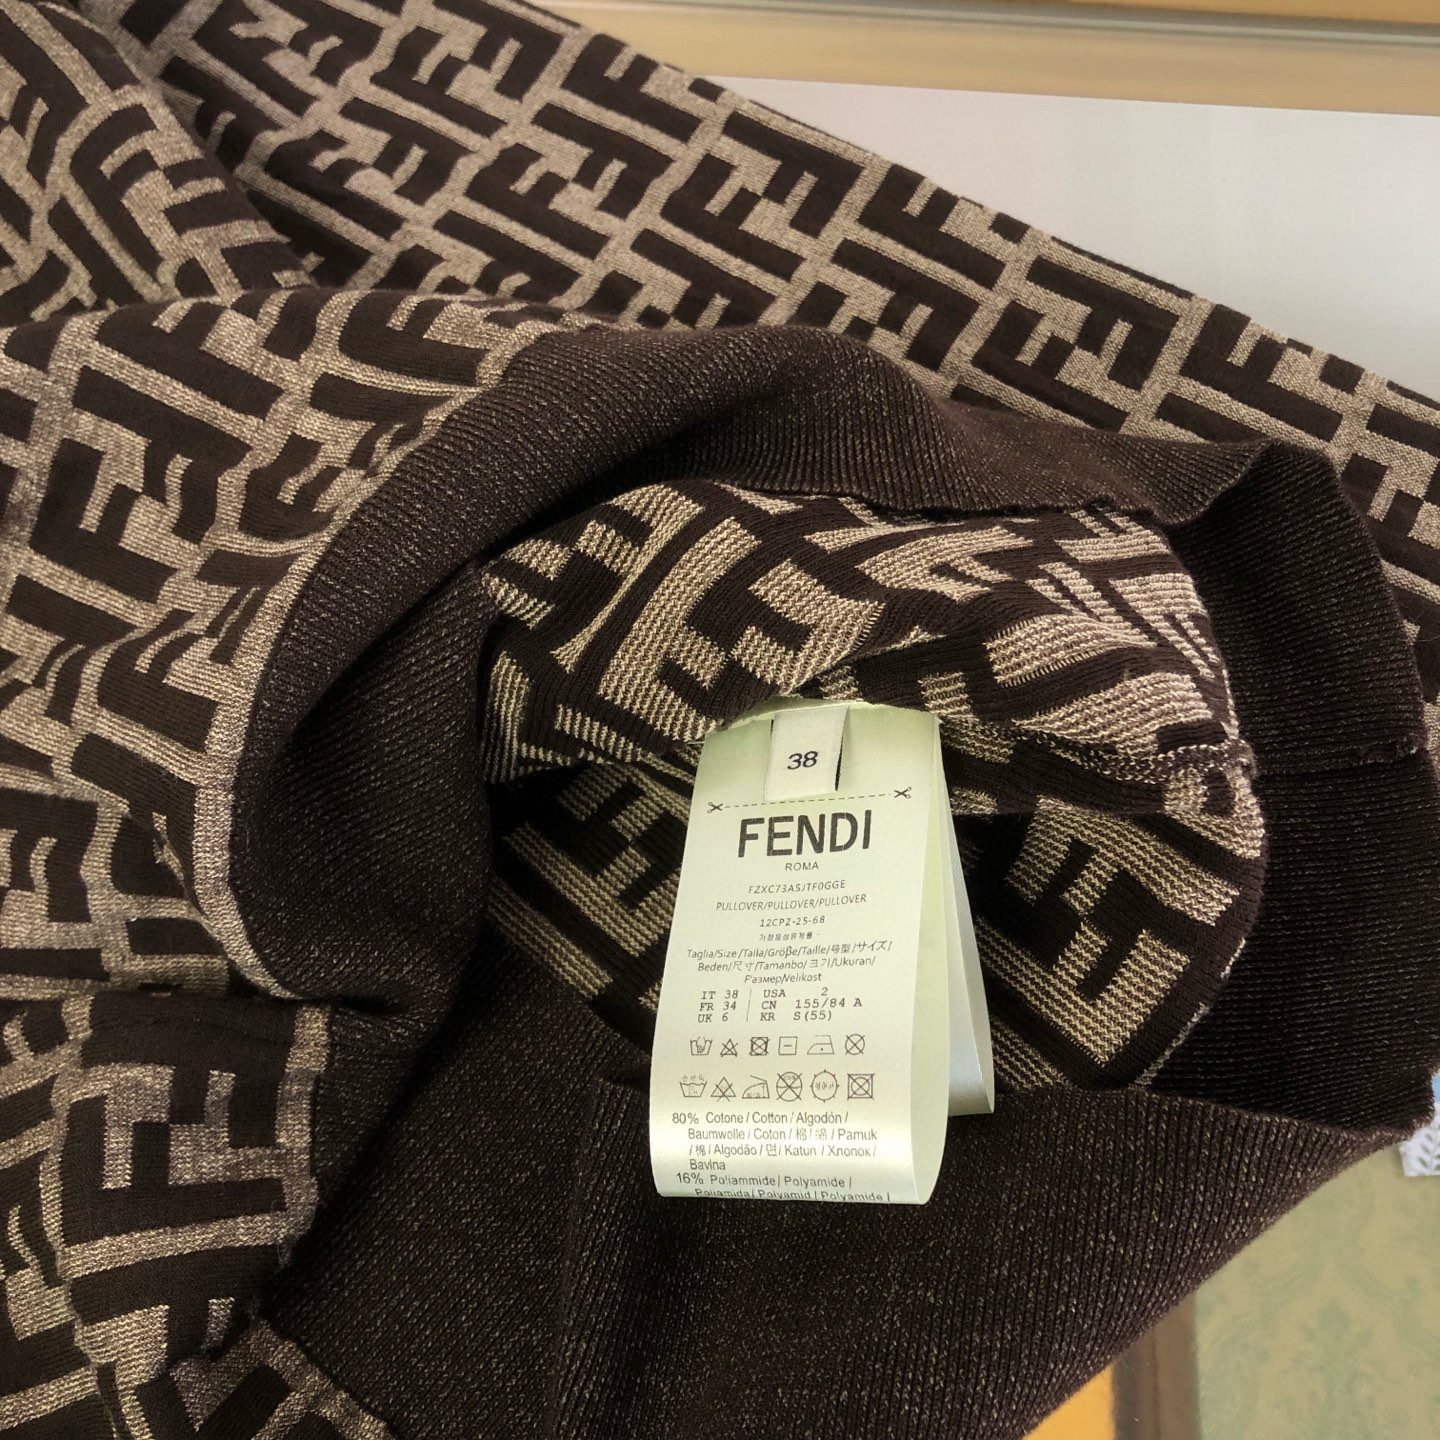 38
FENDI
ROMA
FZXC73ASJTF0GGE
PULLOVER/PULLOVER/PULLOVER
12CPZ-25-68
Taglia/Size/Talla/Größe/Taille/号型/サイズ/
Beden/尺寸/Tamanho/크기/Ukuran/
Размер/Velikost
IT 38 USA 2
FR 34 CN 155/84 A
UK 6 KR S(55)
80% Cotone / Cotton / Algodón /
Baumwolle / Coton / 棉 / 綿 / Pamuk
/ 棉 / Algodão / 면 / Katun / Хлопок /
Bavlna
16% Poliammide / Polyamide /
Poliamida / Polyamid / Polyamide /